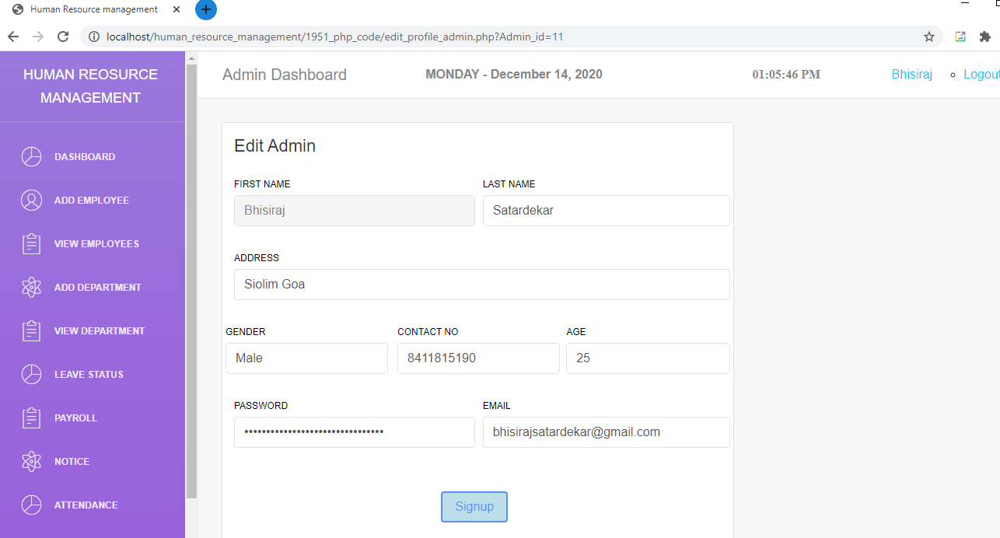 Human Resource management
localhost/human_resource_management/1951_php_code/edit_profile_admin.php?Admin_id=11
HUMAN REOSURCE
MANAGEMENT
Admin Dashboard
MONDAY - December 14, 2020
01:05:46 PM
Bhisiraj
Logout
DASHBOARD
ADD EMPLOYEE
VIEW EMPLOYEES
ADD DEPARTMENT
VIEW DEPARTMENT
LEAVE STATUS
PAYROLL
NOTICE
ATTENDANCE
Edit Admin
FIRST NAME
LAST NAME
Bhisiraj
Satardekar
ADDRESS
Siolim Goa
GENDER
CONTACT NO
AGE
Male
8411815190
25
PASSWORD
EMAIL
••••••••••••••••••••••••••••••••
bhisirajsatardekar@gmail.com
Signup